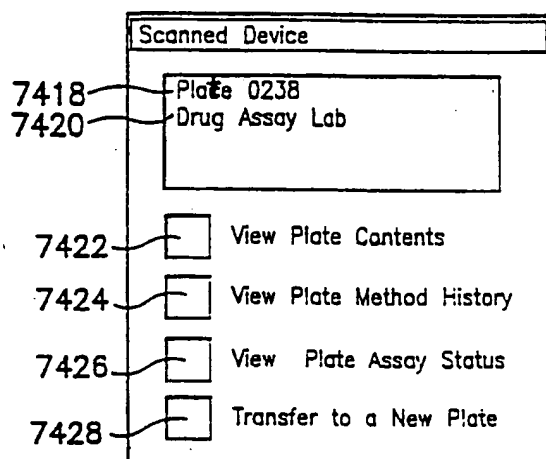 Scanned Device
7418 Plate 0238
7420 Drug Assay Lab
7422 View Plate Contents
7424 View Plate Method History
7426 View Plate Assay Status
7428 Transfer to a New Plate